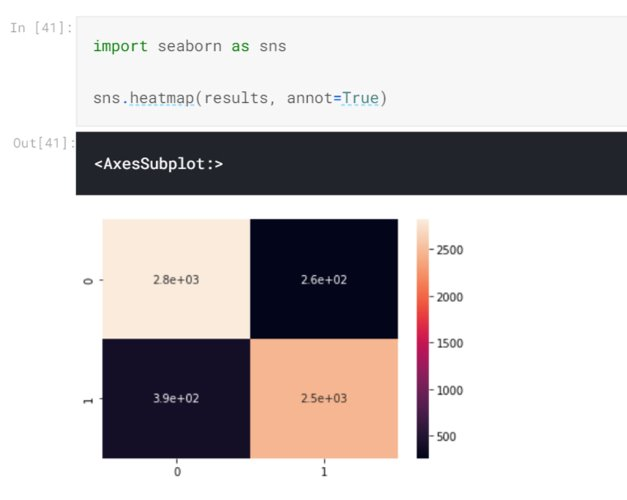 In [41]:
import seaborn as sns
sns.heatmap(results, annot=True)
Out[41]:
<AxesSubplot:>
0
2.8e+03
2.6e+02
1
3.9e+02
2.5e+03
0
1
2500
2000
1500
1000
500